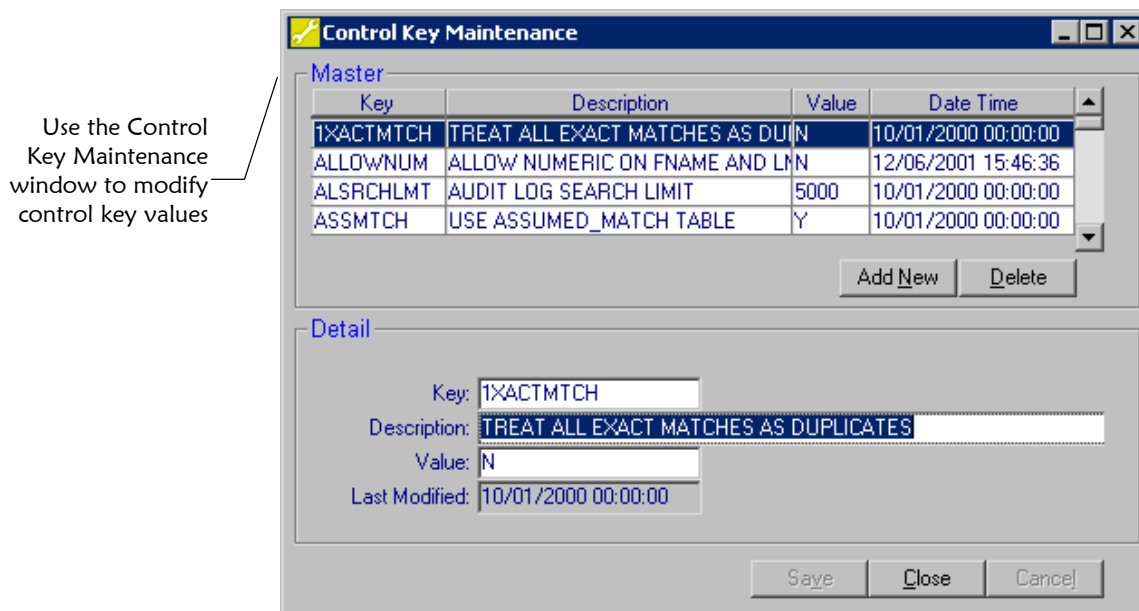 Control Key Maintenance
Use the Control
Key Maintenance
window to modify
control key values
Master
Key Description Value Date Time
1XACTMTCH TREAT ALL EXACT MATCHES AS DUI N 10/01/2000 00:00:00
ALLOWNUM ALLOW NUMERIC ON FNAME AND LN N 12/06/2001 15:46:36
ALSRCHLMT AUDIT LOG SEARCH LIMIT 5000 10/01/2000 00:00:00
ASSMTCH USE ASSUMED_MATCH TABLE Y 10/01/2000 00:00:00
Add New Delete
Detail
Key: 1XACTMTCH
Description: TREAT ALL EXACT MATCHES AS DUPLICATES
Value: N
Last Modified: 10/01/2000 00:00:00
Save Close Cancel